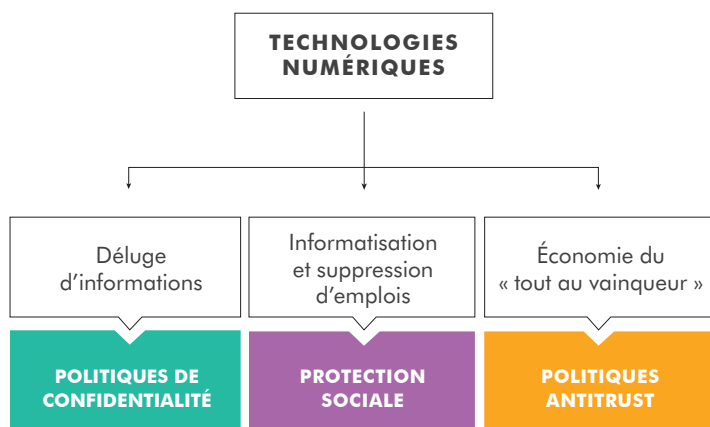 TECHNOLOGIES
NUMÉRIQUES
Déluge
d’informations
Informatisation
et suppression
d’emplois
Économie du
« tout au vainqueur »
POLITIQUES DE
CONFIDENTIALITÉ
PROTECTION
SOCIALE
POLITIQUES
ANTITRUST